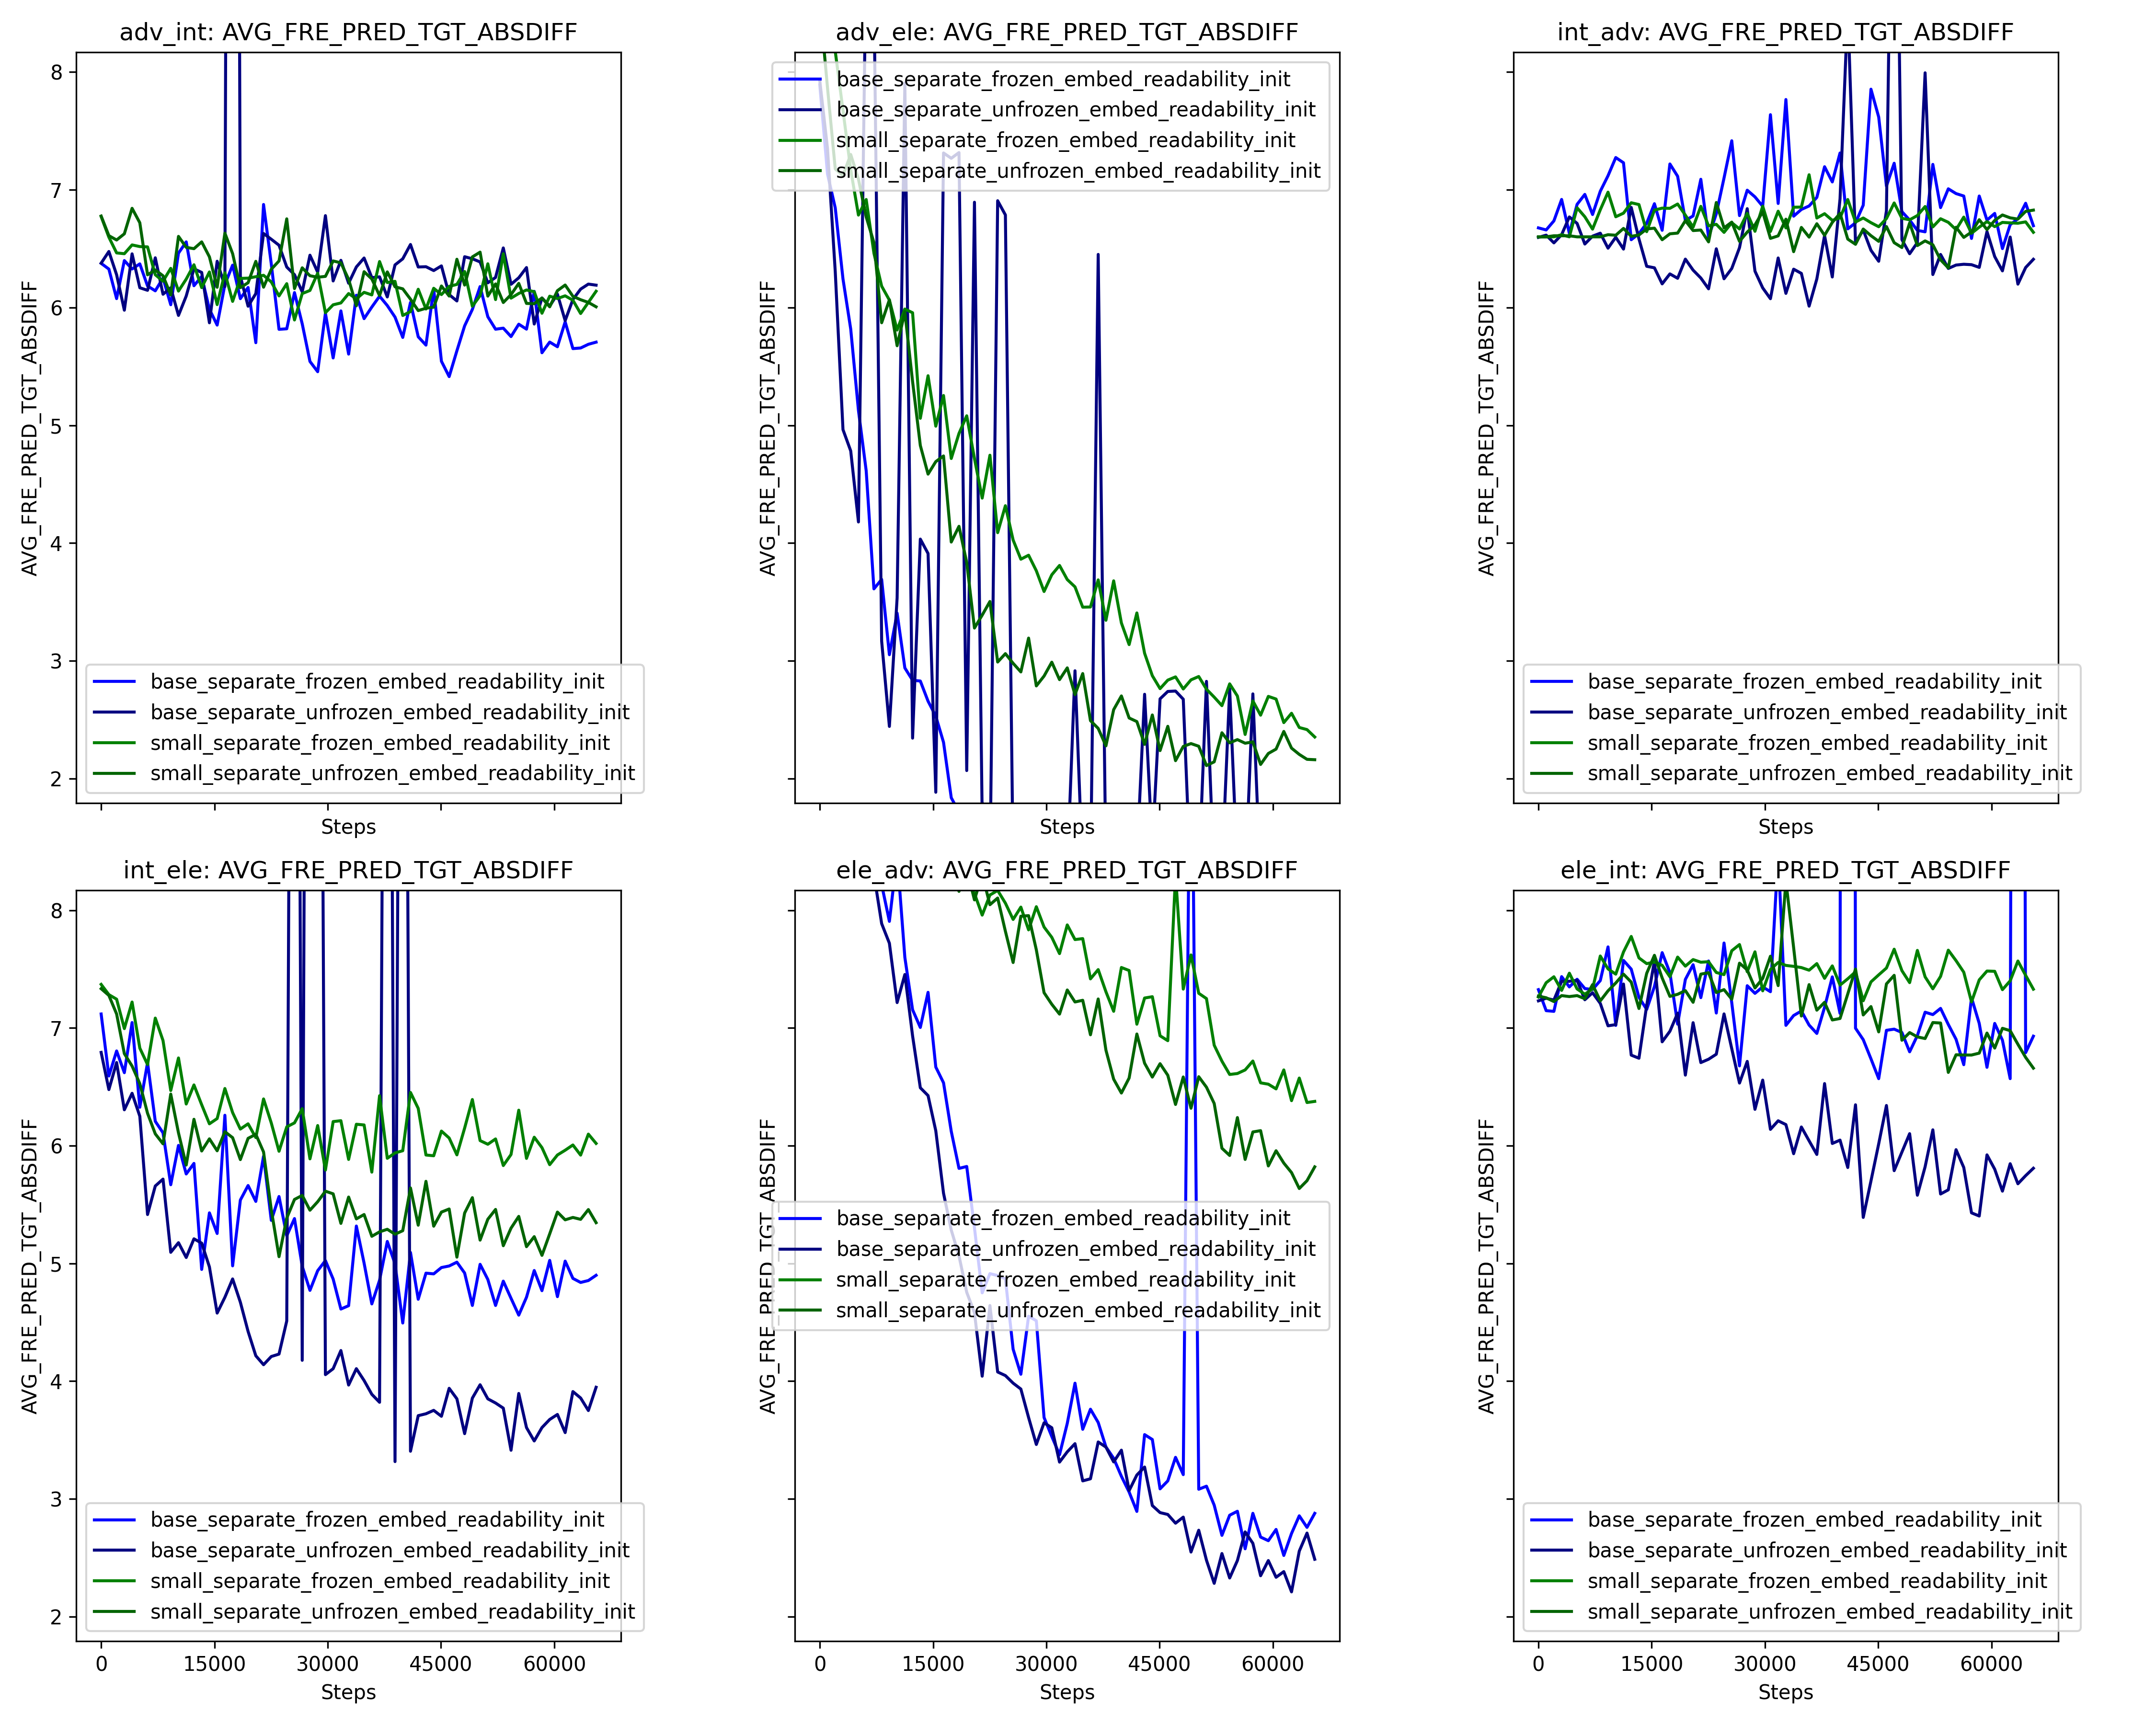 adv_int: AVG_FRE_PRED_TGT_ABSDIFF
8
7
6
5
4
3
2
AVG_FRE_PRED_TGT_ABSDIFF
base_separate_frozen_embed_readability_init
base_separate_unfrozen_embed_readability_init
small_separate_frozen_embed_readability_init
small_separate_unfrozen_embed_readability_init
Steps
adv_ele: AVG_FRE_PRED_TGT_ABSDIFF
AVG_FRE_PRED_TGT_ABSDIFF
base_separate_frozen_embed_readability_init
base_separate_unfrozen_embed_readability_init
small_separate_frozen_embed_readability_init
small_separate_unfrozen_embed_readability_init
Steps
int_adv: AVG_FRE_PRED_TGT_ABSDIFF
AVG_FRE_PRED_TGT_ABSDIFF
base_separate_frozen_embed_readability_init
base_separate_unfrozen_embed_readability_init
small_separate_frozen_embed_readability_init
small_separate_unfrozen_embed_readability_init
Steps
int_ele: AVG_FRE_PRED_TGT_ABSDIFF
8
7
6
5
4
3
2
AVG_FRE_PRED_TGT_ABSDIFF
base_separate_frozen_embed_readability_init
base_separate_unfrozen_embed_readability_init
small_separate_frozen_embed_readability_init
small_separate_unfrozen_embed_readability_init
0 15000 30000 45000 60000
Steps
ele_adv: AVG_FRE_PRED_TGT_ABSDIFF
AVG_FRE_PRED_TGT_ABSDIFF
base_separate_frozen_embed_readability_init
base_separate_unfrozen_embed_readability_init
small_separate_frozen_embed_readability_init
small_separate_unfrozen_embed_readability_init
0 15000 30000 45000 60000
Steps
ele_int: AVG_FRE_PRED_TGT_ABSDIFF
AVG_FRE_PRED_TGT_ABSDIFF
base_separate_frozen_embed_readability_init
base_separate_unfrozen_embed_readability_init
small_separate_frozen_embed_readability_init
small_separate_unfrozen_embed_readability_init
0 15000 30000 45000 60000
Steps